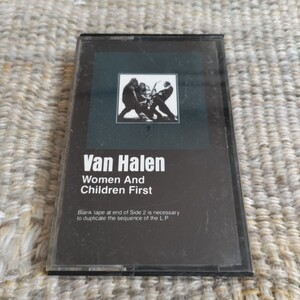 Van Halen
Women And
Children First
Blank tape at end of Side 2 is necessary
to duplicate the sequence of the L P